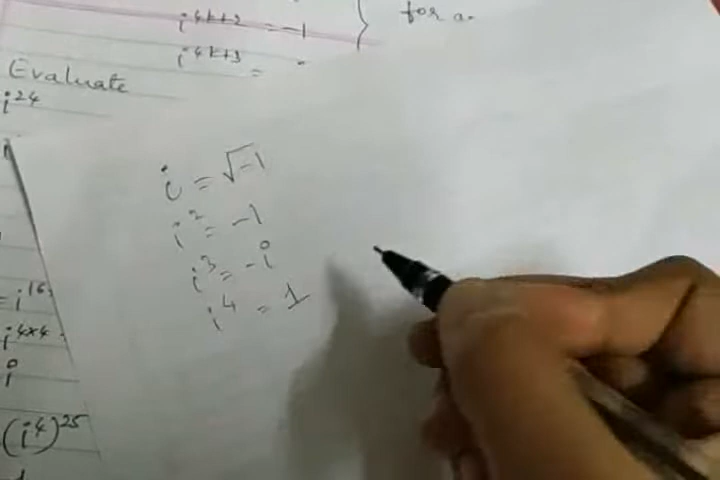 i^4k+2 = -1
for a
i^4k+3 =
Evaluate
i^24
i = √-1
i^2 = -1
i^3 = -i
i^4 = 1
= i^16
i^4×4
i
(i^4)^25